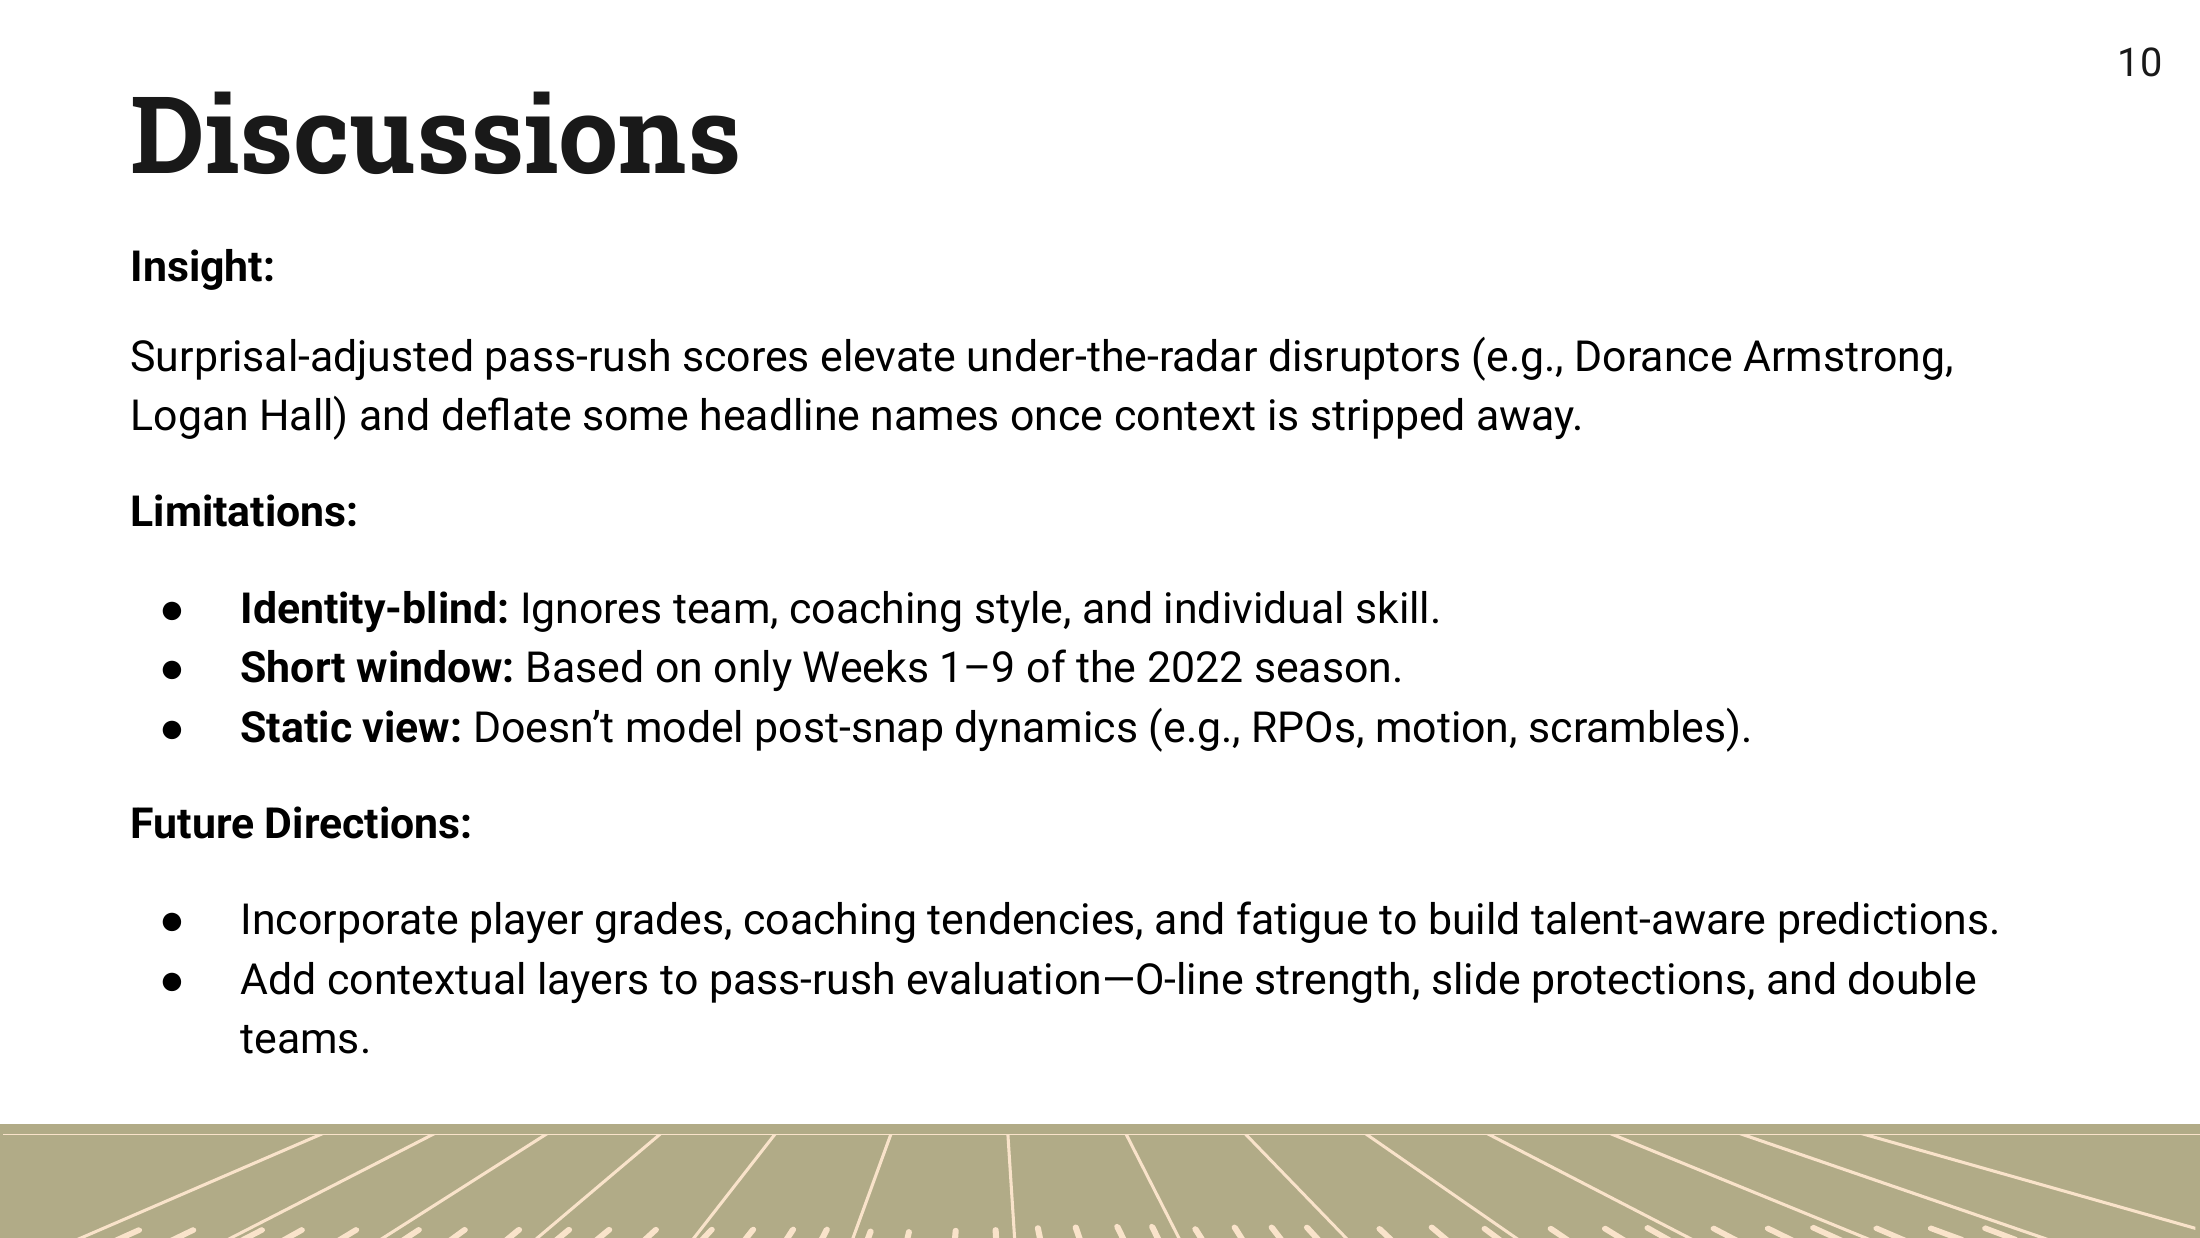 10
Discussions
Insight:
Surprisal-adjusted pass-rush scores elevate under-the-radar disruptors (e.g., Dorance Armstrong,
Logan Hall) and deflate some headline names once context is stripped away.
Limitations:
● Identity-blind: Ignores team, coaching style, and individual skill.
● Short window: Based on only Weeks 1–9 of the 2022 season.
● Static view: Doesn’t model post-snap dynamics (e.g., RPOs, motion, scrambles).
Future Directions:
● Incorporate player grades, coaching tendencies, and fatigue to build talent-aware predictions.
● Add contextual layers to pass-rush evaluation—O-line strength, slide protections, and double
teams.